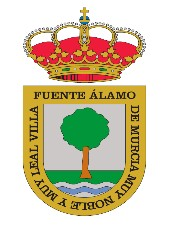 MUY LEAL VILLA
FUENTE ÁLAMO
DE MURCIA MUY NOBLE Y